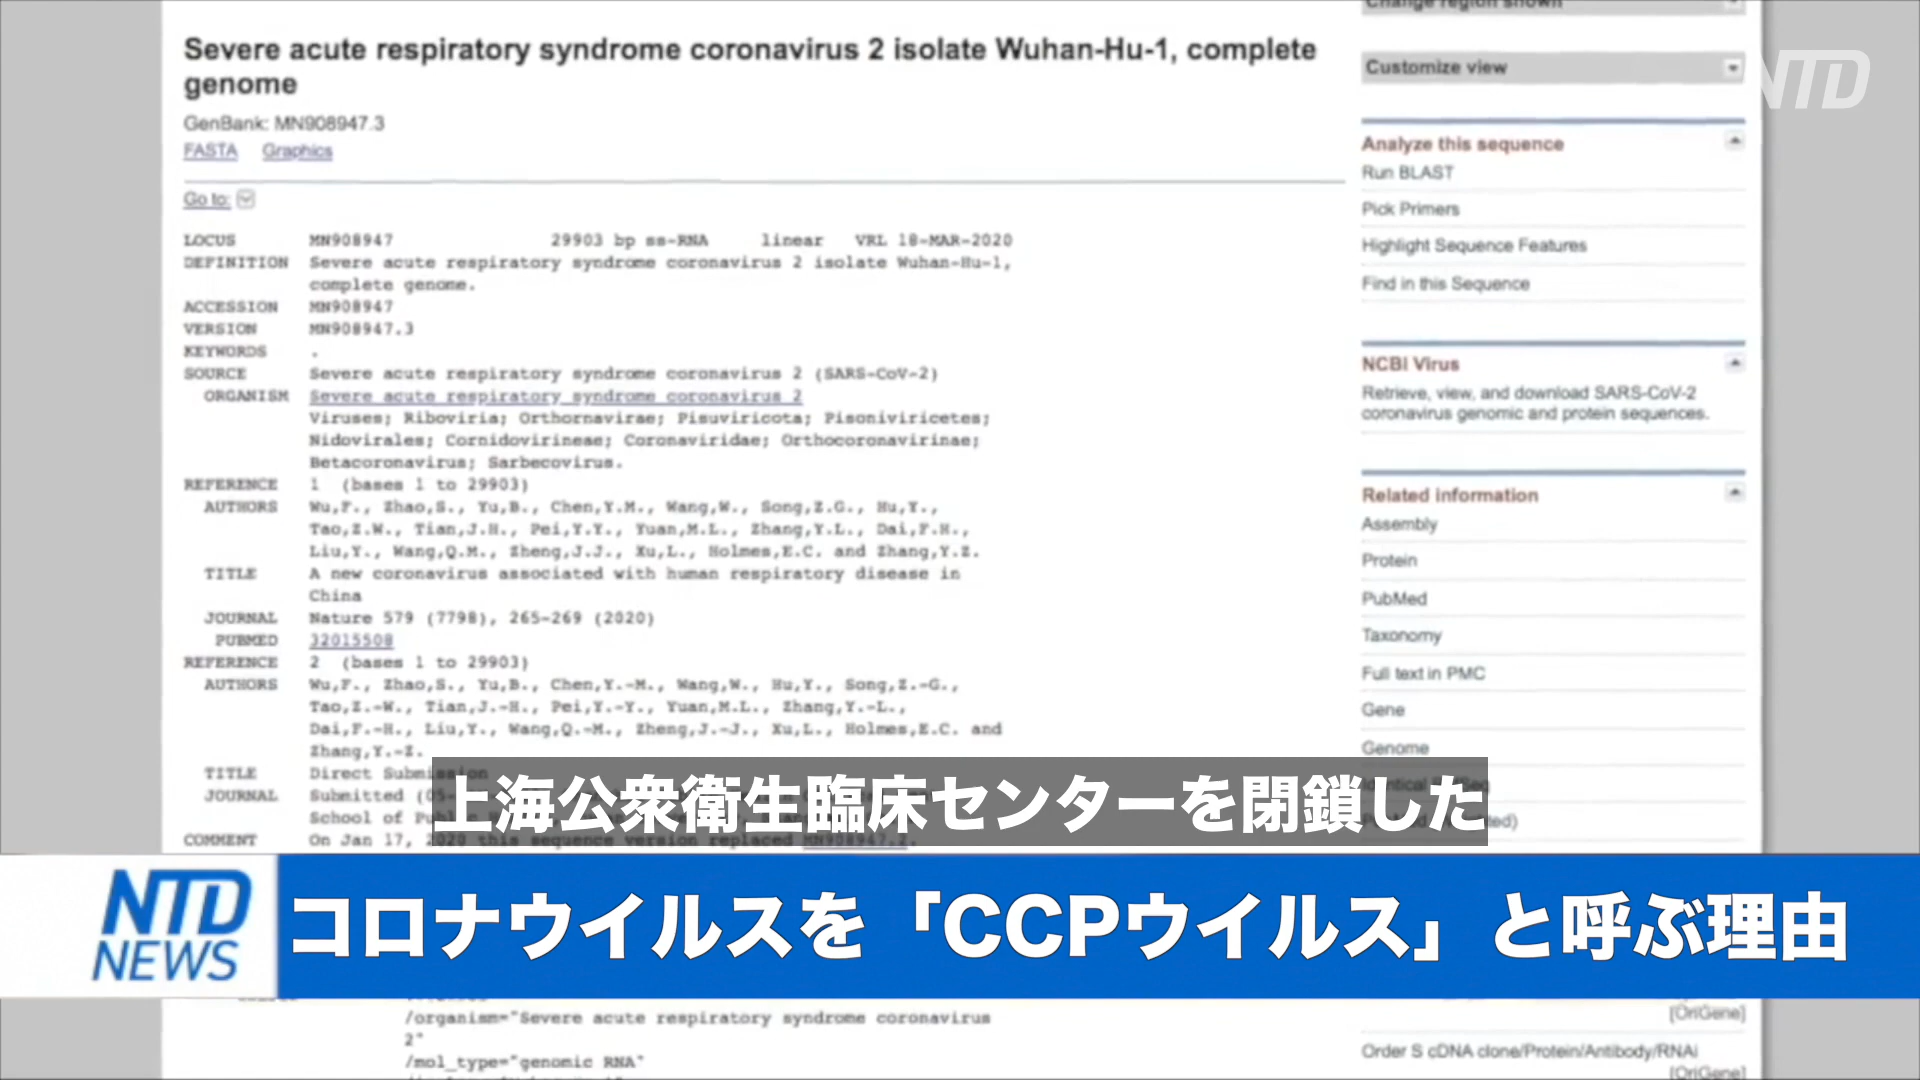 Change region shown
Severe acute respiratory syndrome coronavirus 2 isolate Wuhan-Hu-1, complete
genome
GenBank: MN908947.3
FASTA Graphics
Go to:
LOCUS MN908947 29903 bp ss-RNA linear VRL 18-MAR-2020
DEFINITION Severe acute respiratory syndrome coronavirus 2 isolate Wuhan-Hu-1,
complete genome.
ACCESSION MN908947
VERSION MN908947.3
KEYWORDS .
SOURCE Severe acute respiratory syndrome coronavirus 2 (SARS-CoV-2)
ORGANISM Severe acute respiratory syndrome coronavirus 2
Viruses; Riboviria; Orthornavirae; Pisuviricota; Pisoniviricetes;
Nidovirales; Cornidovirineae; Coronaviridae; Orthocoronavirinae;
Betacoronavirus; Sarbecovirus.
REFERENCE 1 (bases 1 to 29903)
AUTHORS Wu,F., Zhao,S., Yu,B., Chen,Y.M., Wang,W., Song,Z.G., Hu,Y.,
Tao,Z.W., Tian,J.H., Pei,Y.Y., Yuan,M.L., Zhang,Y.L., Dai,F.H.,
Liu,Y., Wang,Q.M., Zheng,J.J., Xu,L., Holmes,E.C. and Zhang,Y.Z.
TITLE A new coronavirus associated with human respiratory disease in
China
JOURNAL Nature 579 (7798), 265-269 (2020)
PUBMED 32015508
REFERENCE 2 (bases 1 to 29903)
AUTHORS Wu,F., Zhao,S., Yu,B., Chen,Y.-M., Wang,W., Hu,Y., Song,Z.-G.,
Tao,Z.-W., Tian,J.-H., Pei,Y.-Y., Yuan,M.L., Zhang,Y.-L.,
Dai,F.-H., Liu,Y., Wang,Q.-M., Zheng,J.-J., Xu,L., Holmes,E.C. and
Zhang,Y.-Z.
TITLE Direct Submission
JOURNAL Submitted (05-
School of
COMMENT On Jan 17, 2020 this sequence version replaced MN908947.2.
Customize view
NTD
Analyze this sequence
Run BLAST
Pick Primers
Highlight Sequence Features
Find in this Sequence
NCBI Virus
Retrieve, view, and download SARS-CoV-2
coronavirus genomic and protein sequences.
Related information
Assembly
Protein
PubMed
Taxonomy
Full text in PMC
Gene
Genome
上海公衆衛生臨床センターを閉鎖した
NTD
NEWS
コロナウイルスを「CCPウイルス」と呼ぶ理由
/organism="Severe acute respiratory syndrome coronavirus
2"
/mol_type="genomic RNA"
[OriGene]
Order S cDNA clone/Protein/Antibody/RNAi
[OriGene]